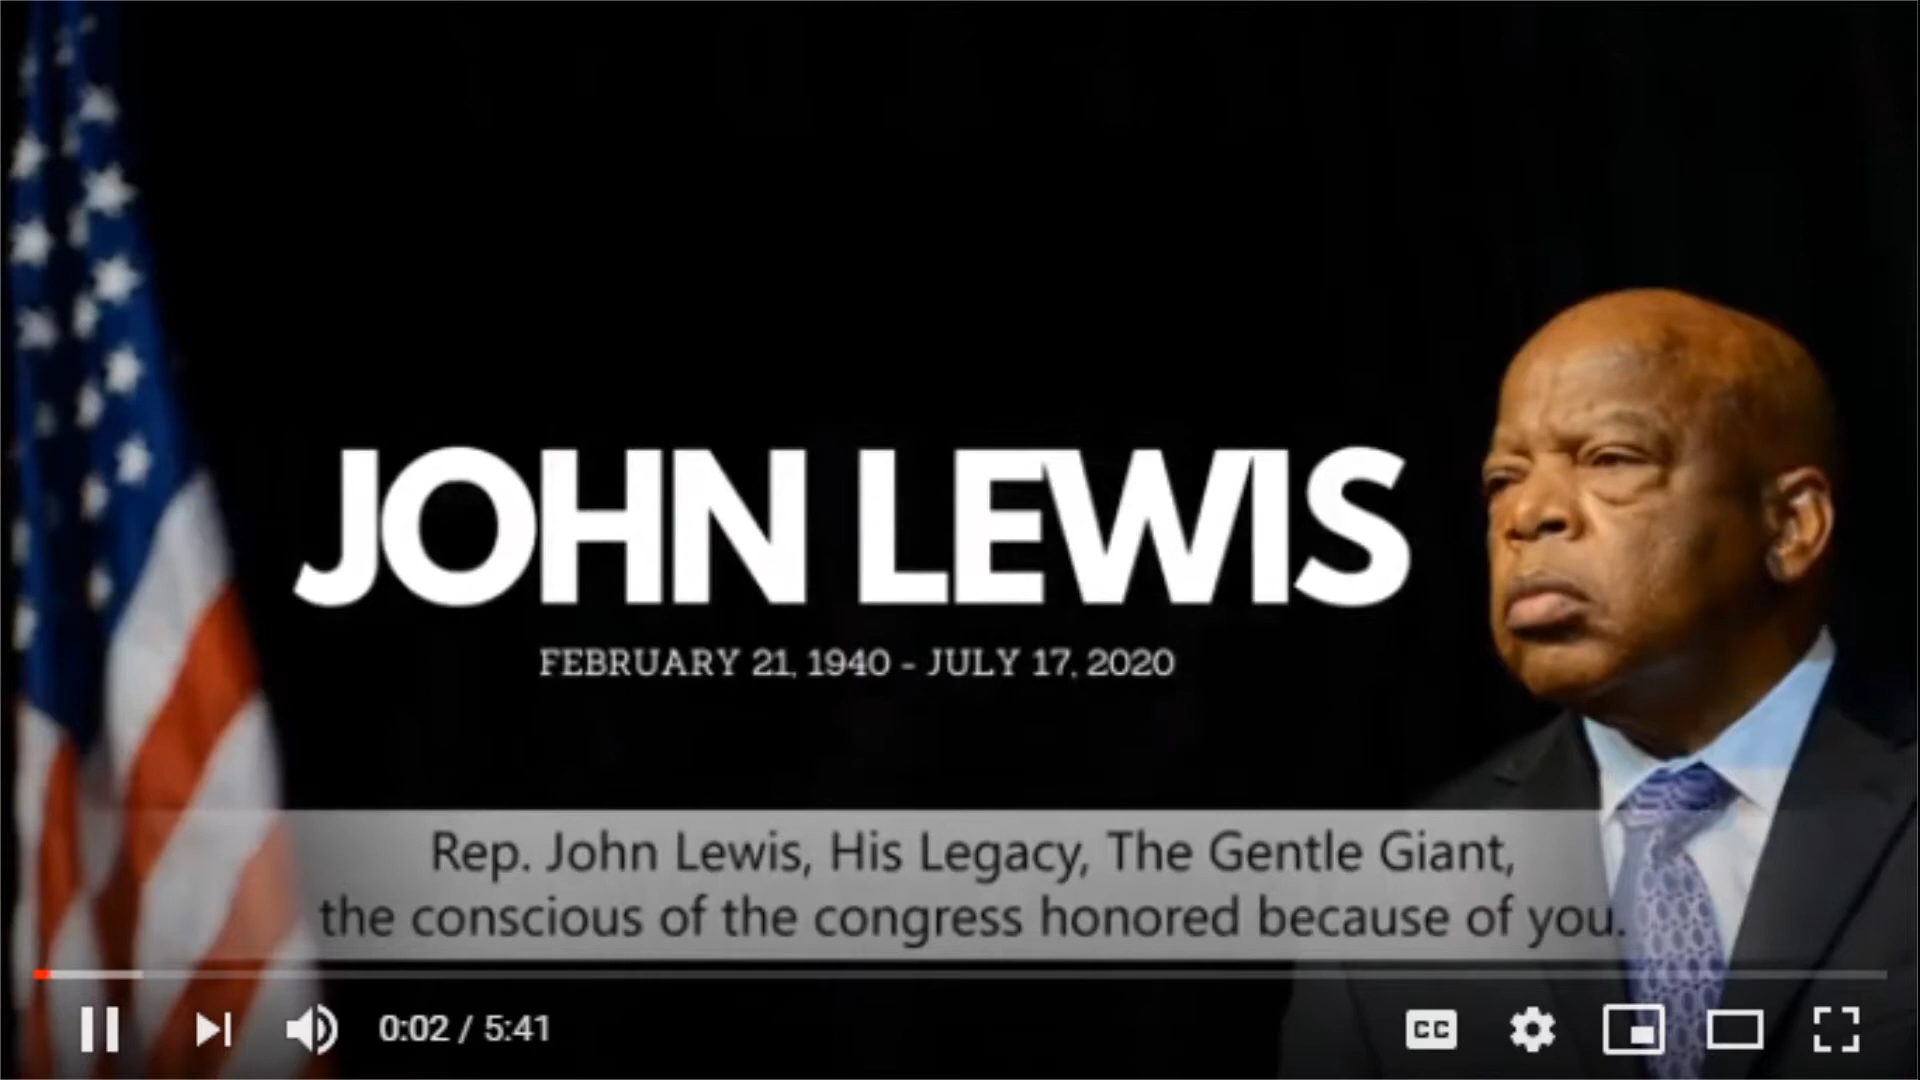 JOHN LEWIS
FEBRUARY 21, 1940 - JULY 17, 2020
Rep. John Lewis, His Legacy, The Gentle Giant,
the conscious of the congress honored because of you.
0:02 / 5:41
CC